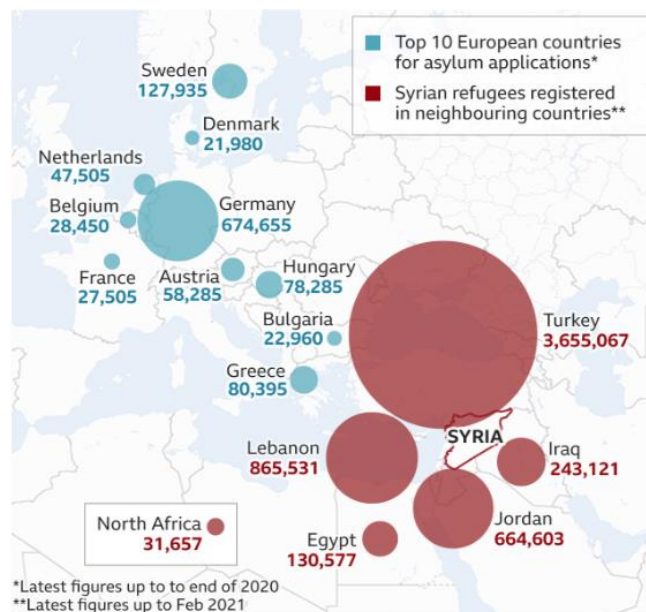 Top 10 European countries
for asylum applications*
Syrian refugees registered
in neighbouring countries**
Sweden
127,935
Denmark
21,980
Netherlands
47,505
Belgium
28,450
Germany
674,655
France
27,505
Austria
58,285
Hungary
78,285
Bulgaria
22,960
Greece
80,395
Turkey
3,655,067
SYRIA
Lebanon
865,531
Iraq
243,121
Jordan
664,603
Egypt
130,577
North Africa
31,657
*Latest figures up to to end of 2020
**Latest figures up to Feb 2021